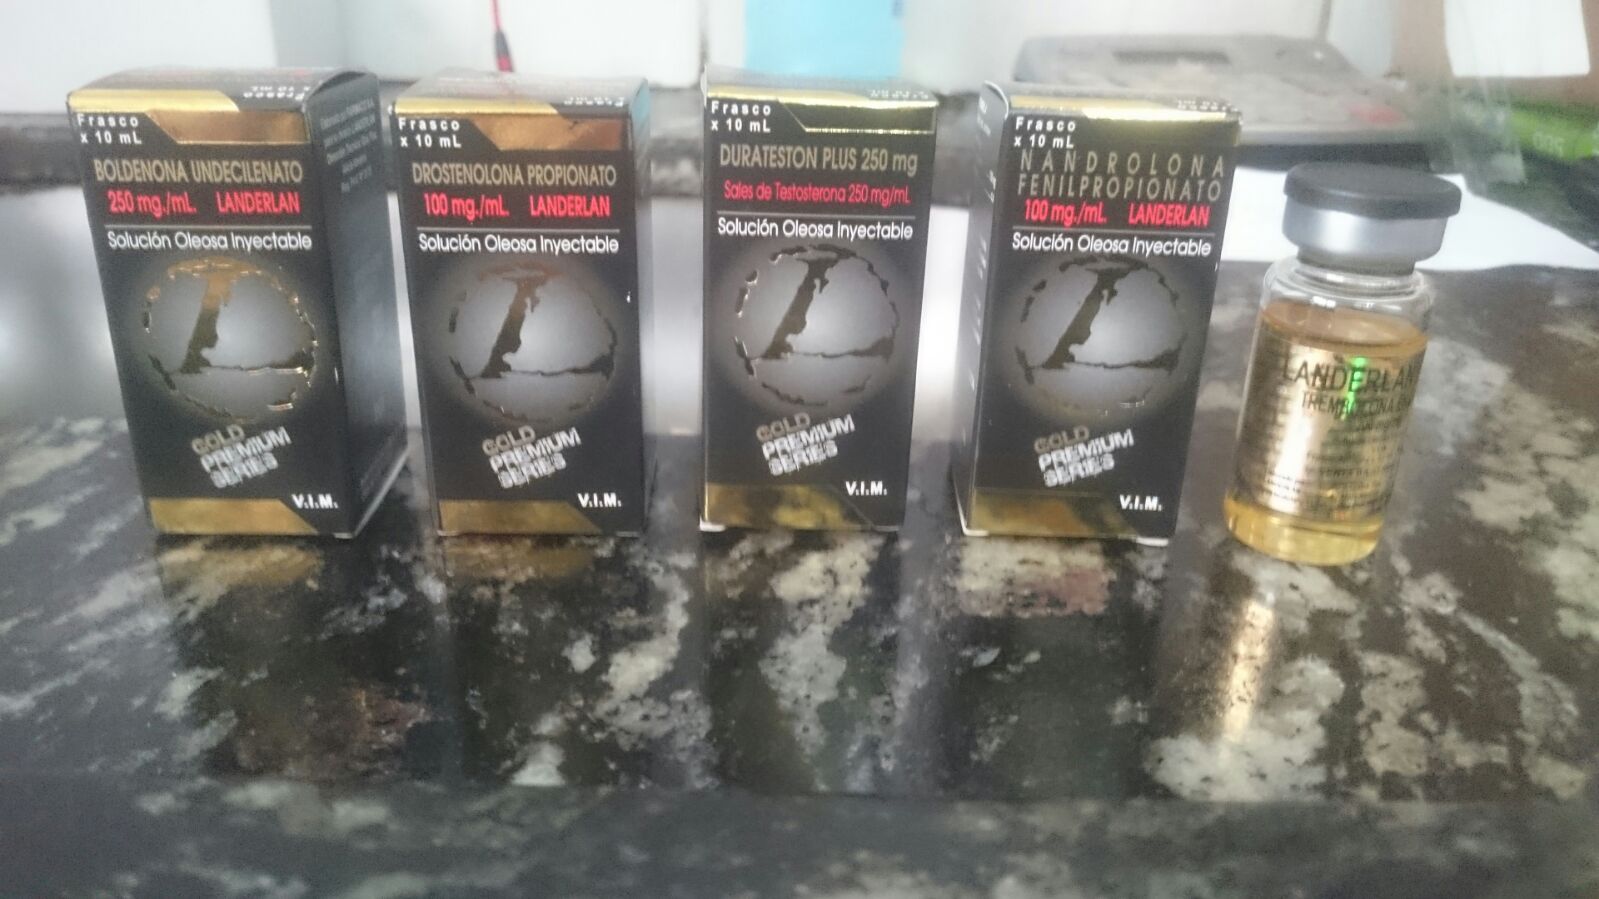 Frasco
x 10 mL
BOLDENONA UNDECILENATO
250 mg./mL. LANDERLAN
Solución Oleosa Inyectable
GOLD
PREMIUM
SERIES
V.I.M.
Frasco
x 10 mL
DROSTENOLONA PROPIONATO
100 mg./mL. LANDERLAN
Solución Oleosa Inyectable
GOLD
PREMIUM
SERIES
V.I.M.
Frasco
x 10 mL
DURATESTON PLUS 250 mg
Sales de Testosterona 250 mg/mL
Solución Oleosa Inyectable
GOLD
PREMIUM
SERIES
V.I.M.
Frasco
x 10 mL
NANDROLONA
FENILPROPIONATO
100 mg./mL. LANDERLAN
Solución Oleosa Inyectable
GOLD
PREMIUM
SERIES
V.I.M.
LANDERLAN